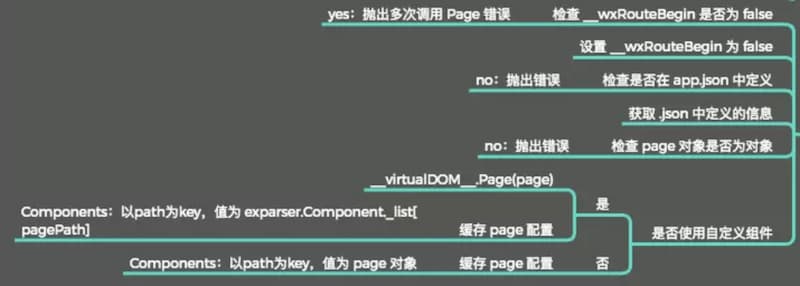 yes：抛出多次调用 Page 错误 检查 __wxRouteBegin 是否为 false
设置 __wxRouteBegin 为 false
no：抛出错误 检查是否在 app.json 中定义
获取 .json 中定义的信息
no：抛出错误 检查 page 对象是否为对象
__virtualDOM__.Page(page)
是
Components：以path为key，值为 exparser.Component._list[
pagePath] 缓存 page 配置
是否使用自定义组件
Components：以path为key，值为 page 对象 缓存 page 配置 否